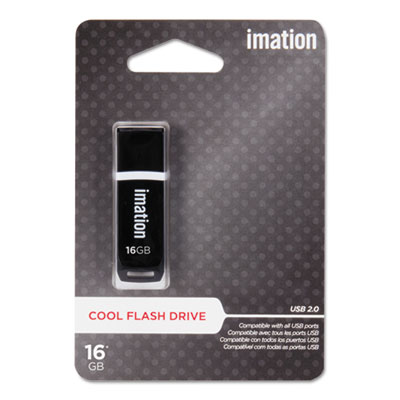 imation
imation
16GB
COOL FLASH DRIVE
USB 2.0
16*
GB
Compatible with all USB ports
Compatible avec tous les ports USB
Compatible con todos los puertos USB
Compatível com todas as portas USB